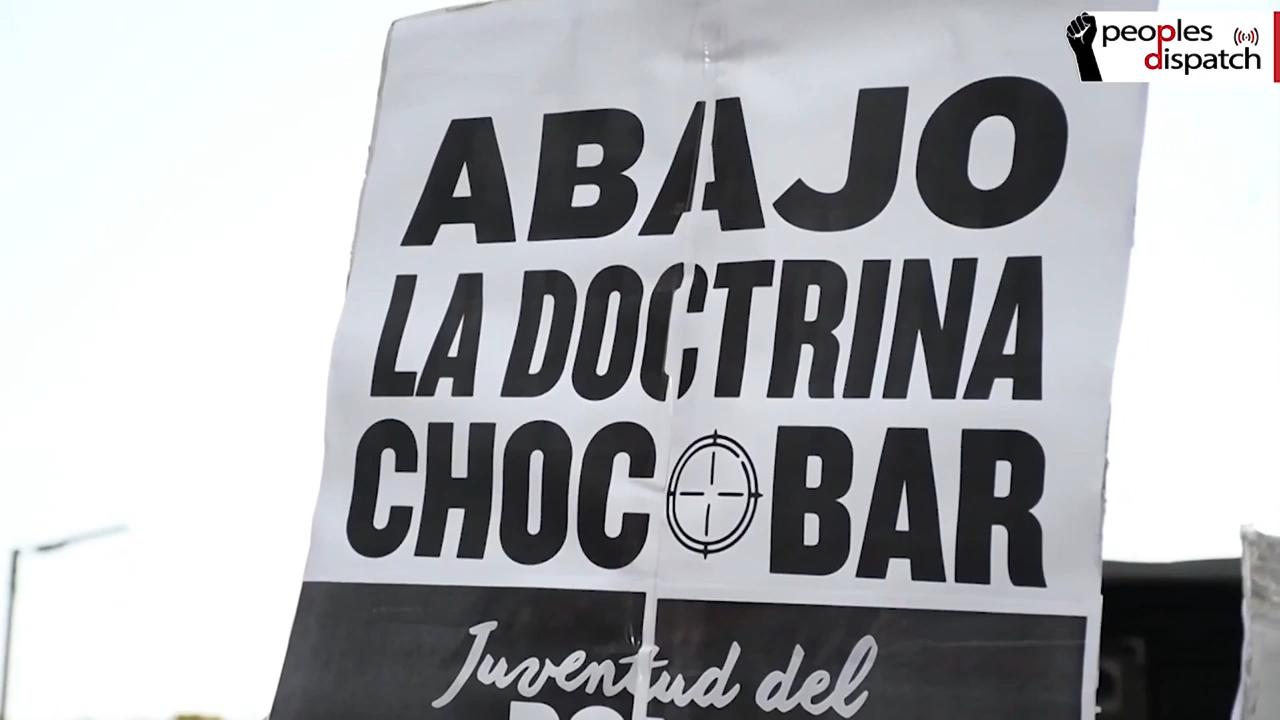 peoples
dispatch
ABAJO
LA DOCTRINA
CHOCOBAR
Juventud del